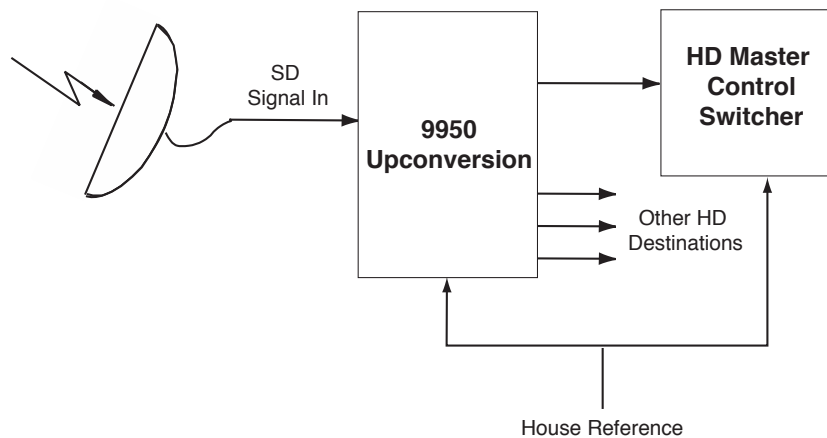 SD
Signal In
9950
Upconversion
HD Master
Control
Switcher
Other HD
Destinations
House Reference